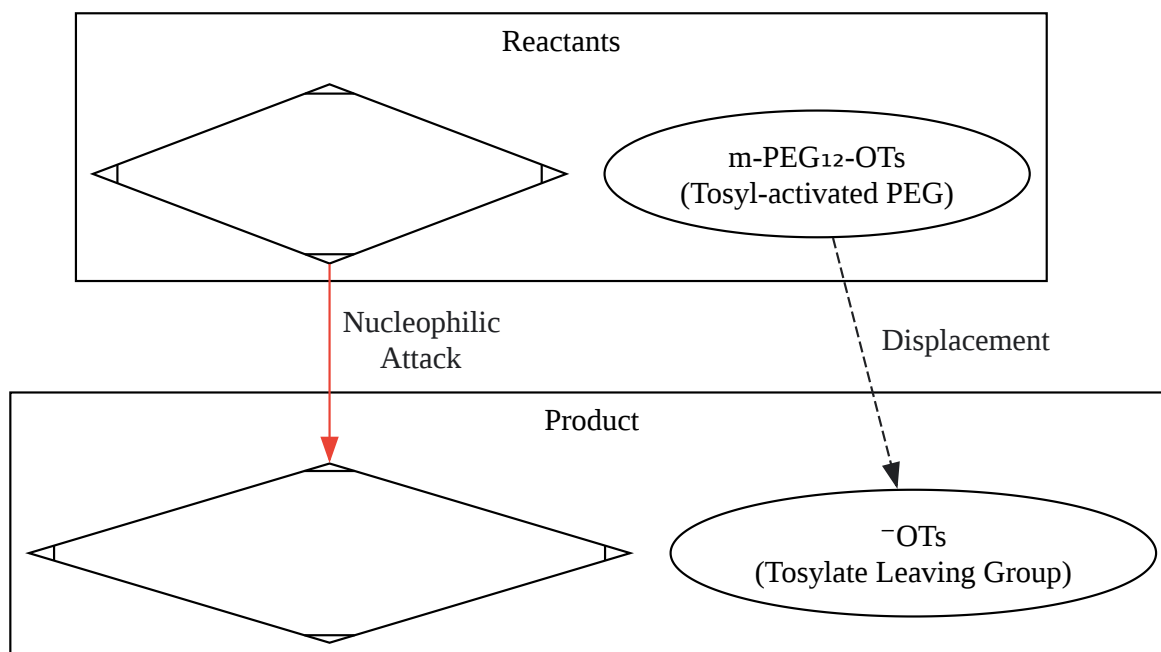 Reactants
m-PEG₁₂-OTs
(Tosyl-activated PEG)
Nucleophilic
Attack
Displacement
Product
⁻OTs
(Tosylate Leaving Group)